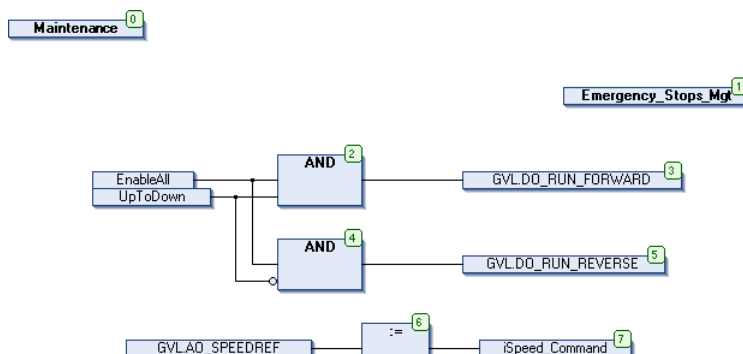 0
Maintenance
1
Emergency_Stops_Mgt
2
AND
3
EnableAll
GVL.DO_RUN_FORWARD
UpToDown
4
AND
5
GVL.DO_RUN_REVERSE
6
:=
7
GVL.AO_SPEEDREF
iSpeed_Command